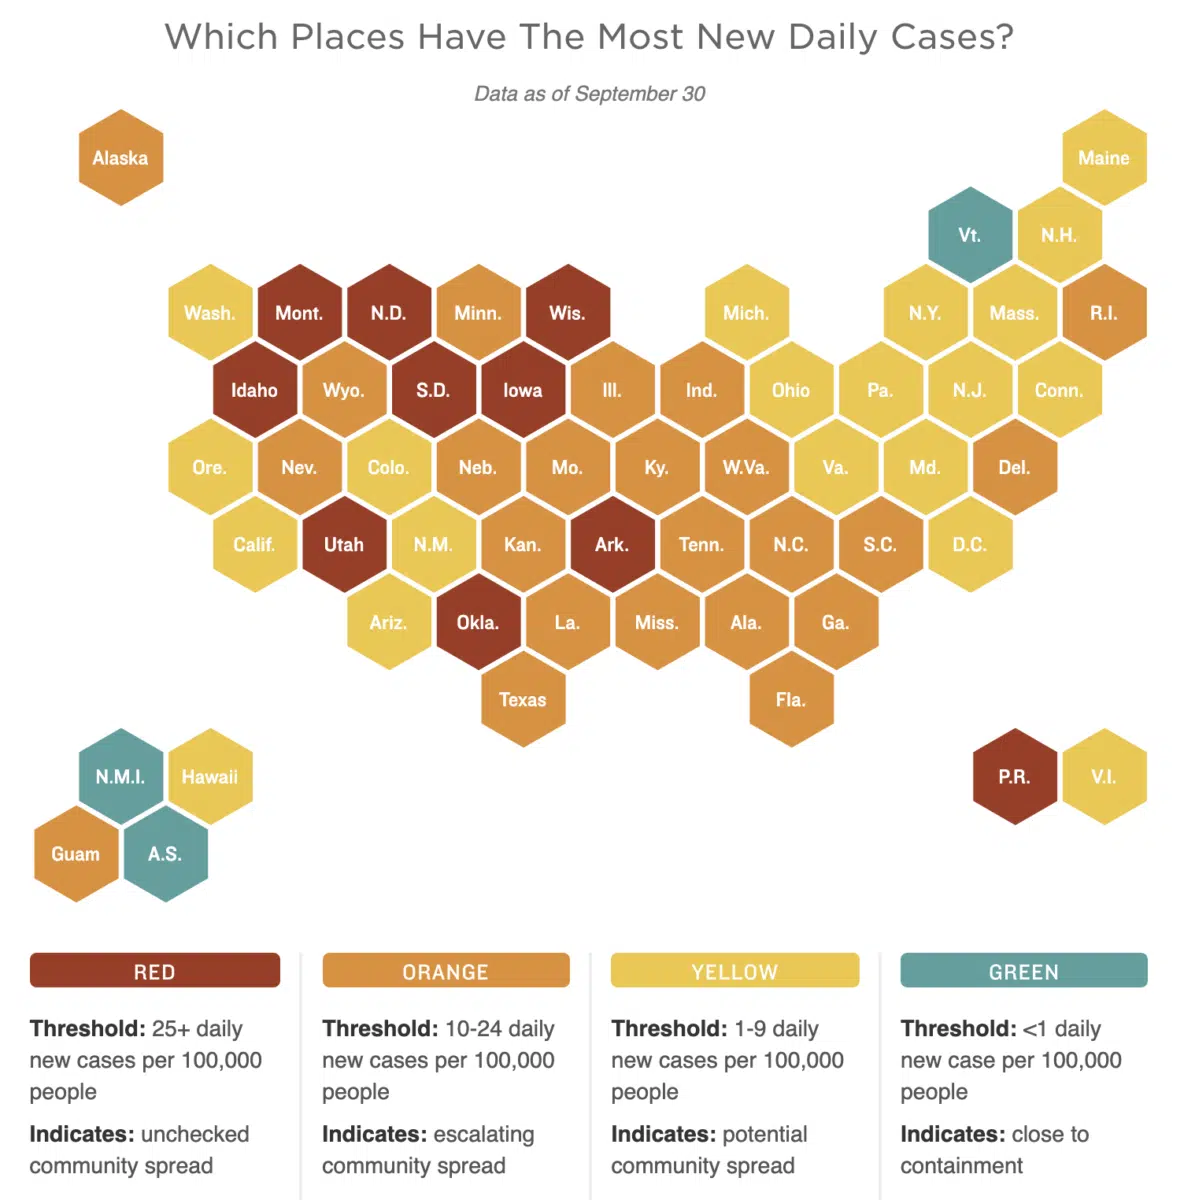 Which Places Have The Most New Daily Cases?
Data as of September 30
Alaska
Maine
Vt.
N.H.
Wash.
Mont.
N.D.
Minn.
Wis.
Mich.
N.Y.
Mass.
R.I.
Idaho
Wyo.
S.D.
Iowa
Ill.
Ind.
Ohio
Pa.
N.J.
Conn.
Ore.
Nev.
Colo.
Neb.
Mo.
Ky.
W.Va.
Va.
Md.
Del.
Calif.
Utah
N.M.
Kan.
Ark.
Tenn.
N.C.
S.C.
D.C.
Ariz.
Okla.
La.
Miss.
Ala.
Ga.
Texas
Fla.
N.M.I.
Hawaii
P.R.
V.I.
Guam
A.S.
RED
Threshold: 25+ daily
new cases per 100,000
people
Indicates: unchecked
community spread
ORANGE
Threshold: 10-24 daily
new cases per 100,000
people
Indicates: escalating
community spread
YELLOW
Threshold: 1-9 daily
new cases per 100,000
people
Indicates: potential
community spread
GREEN
Threshold: <1 daily
new case per 100,000
people
Indicates: close to
containment